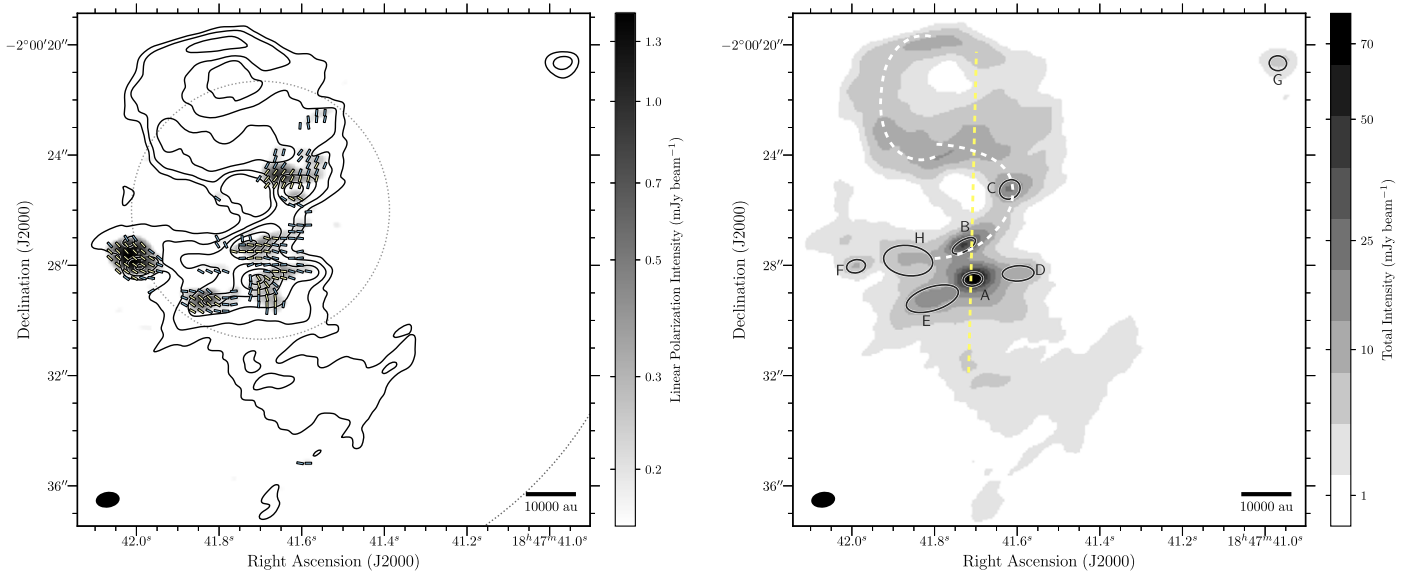 −2°00′20″
24″
28″
32″
36″
Declination (J2000)
42.0ˢ 41.8ˢ 41.6ˢ 41.4ˢ 41.2ˢ 18ʰ47ᵐ41.0ˢ
Right Ascension (J2000)
10000 au
1.3
1.0
0.7
0.5
0.3
0.2
Linear Polarization Intensity (mJy beam⁻¹)
−2°00′20″
24″
28″
32″
36″
Declination (J2000)
G
C
B
H
F
D
A
E
10000 au
42.0ˢ 41.8ˢ 41.6ˢ 41.4ˢ 41.2ˢ 18ʰ47ᵐ41.0ˢ
Right Ascension (J2000)
70
50
25
10
1
Total Intensity (mJy beam⁻¹)